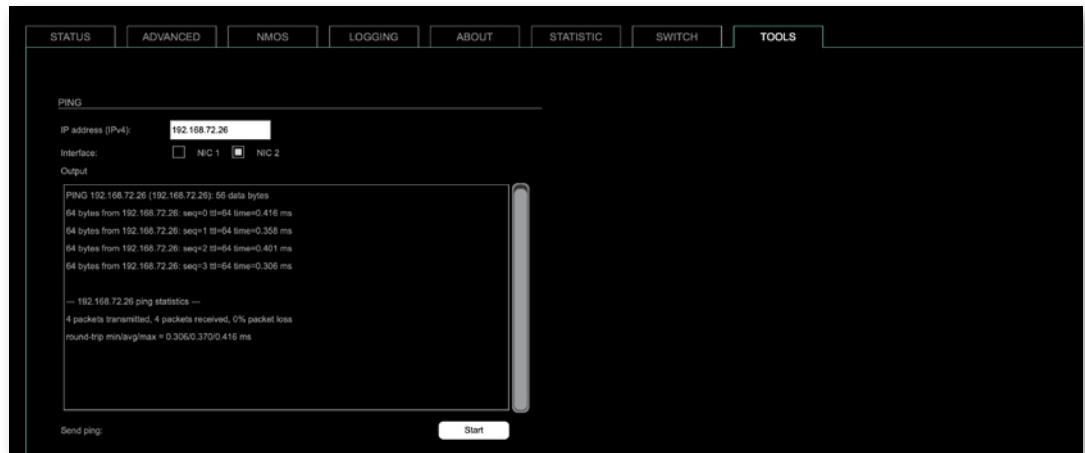 STATUS ADVANCED NMOS LOGGING ABOUT STATISTIC SWITCH TOOLS
PING
IP address (IPv4): 192.168.72.26
Interface: NIC 1 NIC 2
Output
PING 192.168.72.26 (192.168.72.26): 56 data bytes
64 bytes from 192.168.72.26: seq=0 ttl=64 time=0.416 ms
64 bytes from 192.168.72.26: seq=1 ttl=64 time=0.358 ms
64 bytes from 192.168.72.26: seq=2 ttl=64 time=0.401 ms
64 bytes from 192.168.72.26: seq=3 ttl=64 time=0.306 ms
--- 192.168.72.26 ping statistics ---
4 packets transmitted, 4 packets received, 0% packet loss
round-trip min/avg/max = 0.306/0.370/0.416 ms
Send ping: Start